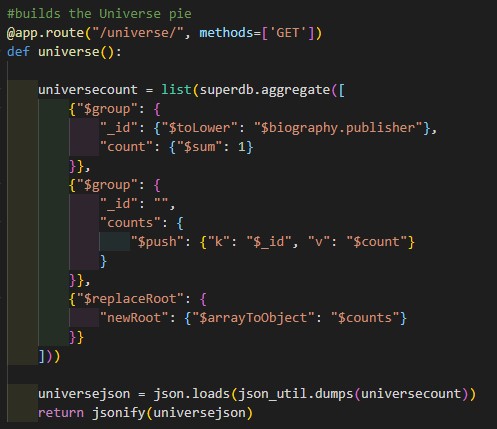 #builds the Universe pie
@app.route("/universe/", methods=['GET'])
def universe():

    universecount = list(superdb.aggregate([
        {"$group": {
            "_id": {"$toLower": "$biography.publisher"},
            "count": {"$sum": 1}
        }},
        {"$group": {
            "_id": "",
            "counts": {
                "$push": {"k": "$_id", "v": "$count"}
            }
        }},
        {"$replaceRoot": {
            "newRoot": {"$arrayToObject": "$counts"}
        }}
    ]))

    universejson = json.loads(json_util.dumps(universecount))
    return jsonify(universejson)